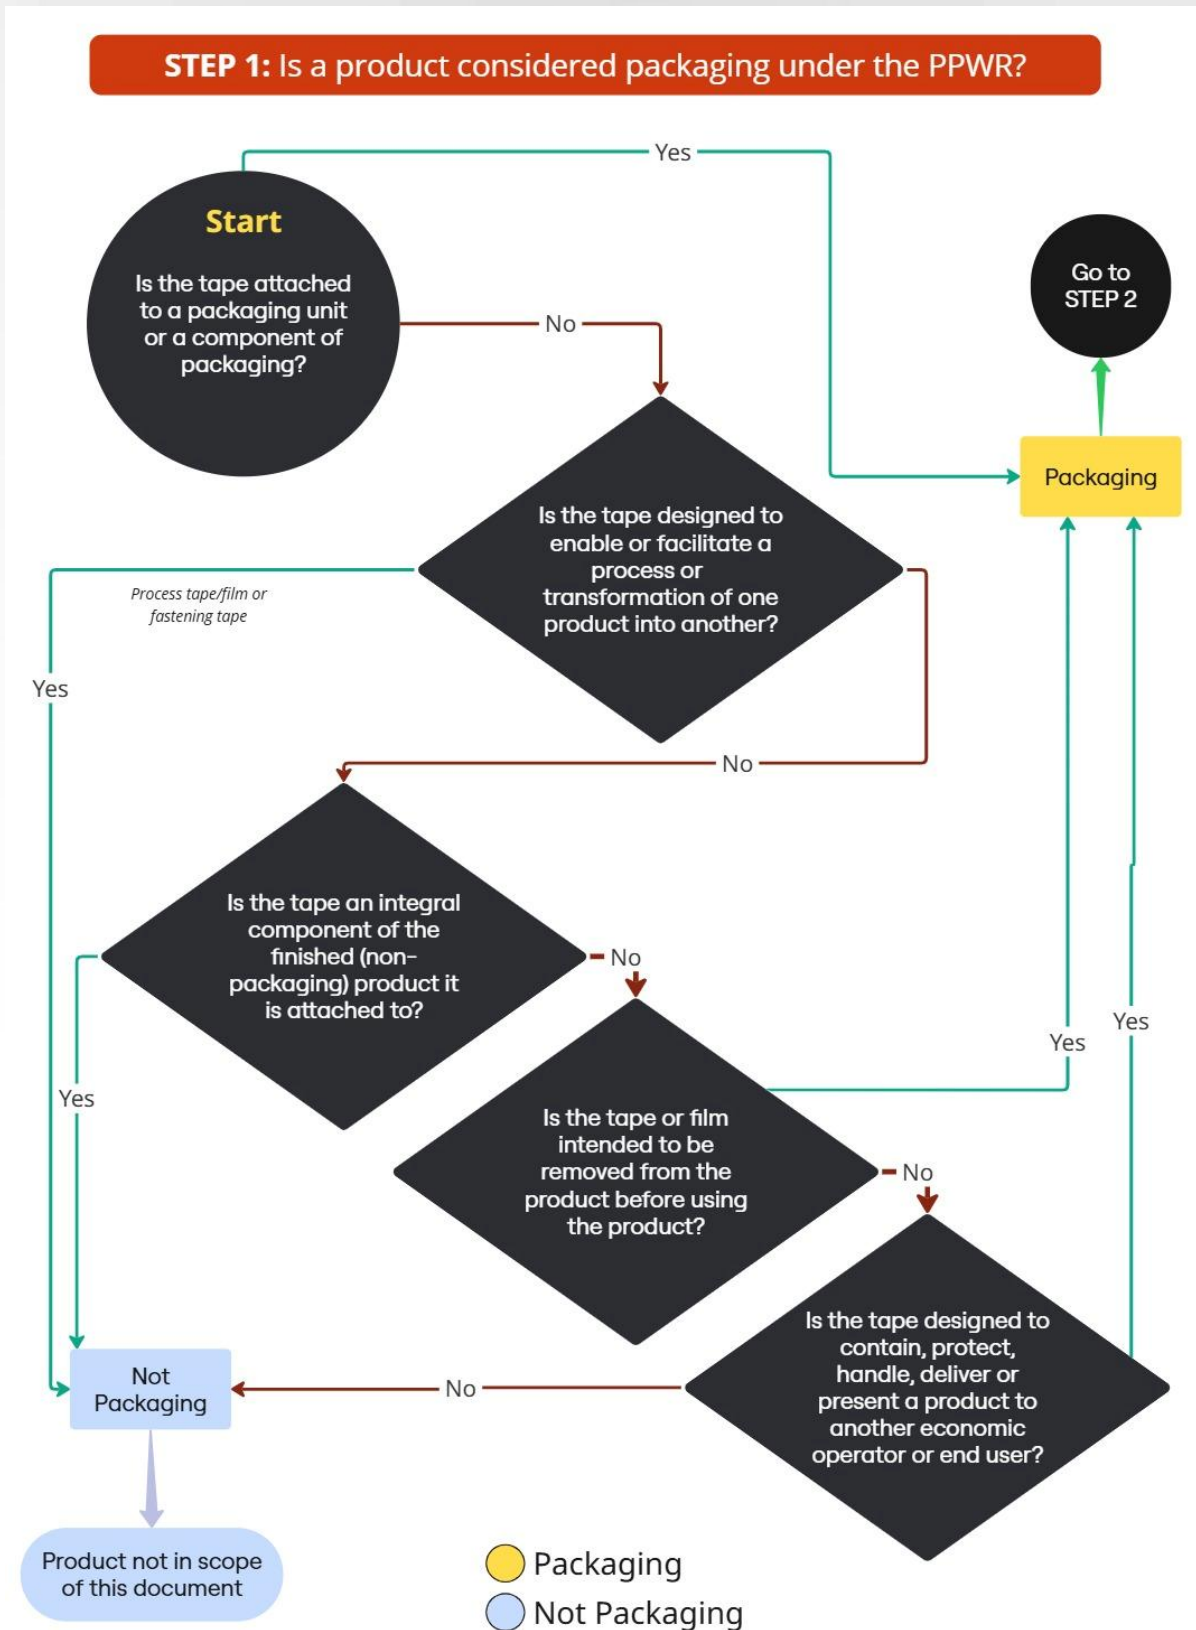 STEP 1: Is a product considered packaging under the PPWR?
Yes
Start
Is the tape attached
to a packaging unit
or a component of
packaging?
No
Go to
STEP 2
Packaging
Is the tape designed to
enable or facilitate a
process or
transformation of one
product into another?
Process tape/film or
fastening tape
Yes
No
Is the tape an integral
component of the
finished (non-
packaging) product it
is attached to?
No
Yes
Yes
Yes
Is the tape or film
intended to be
removed from the
product before using
the product?
No
Is the tape designed to
contain, protect,
handle, deliver or
present a product to
another economic
operator or end user?
No
Not
Packaging
Product not in scope
of this document
Packaging
Not Packaging